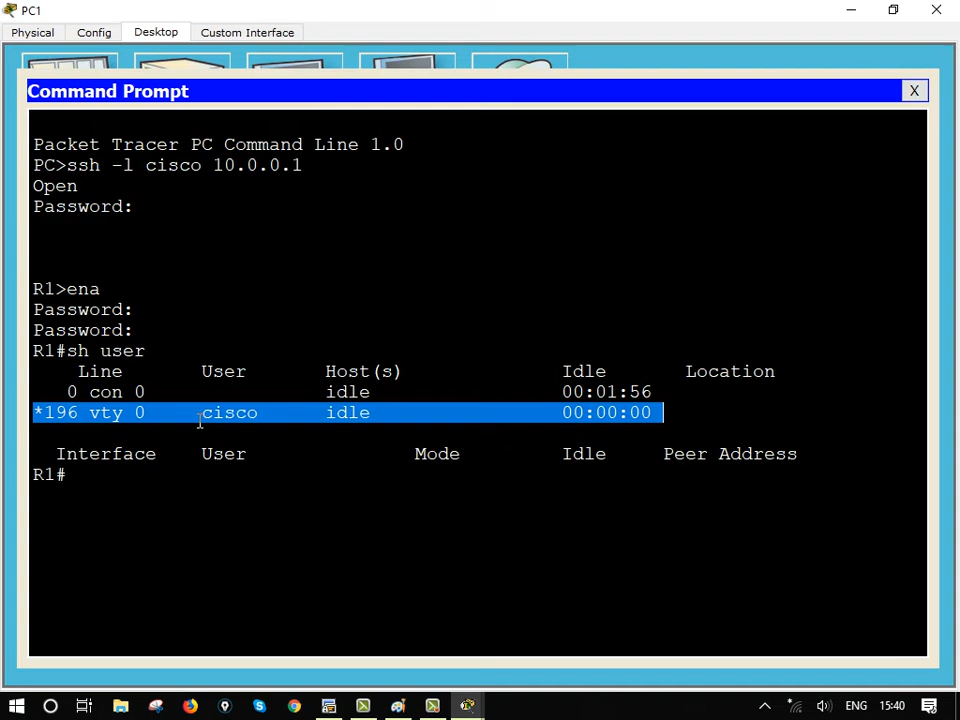 PC1
Physical Config Desktop Custom Interface
Command Prompt X
Packet Tracer PC Command Line 1.0
PC>ssh -l cisco 10.0.0.1
Open
Password:
R1>ena
Password:
Password:
R1#sh user
Line User Host(s) Idle Location
0 con 0 idle 00:01:56
*196 vty 0 cisco idle 00:00:00
Interface User Mode Idle Peer Address
R1#
ENG 15:40